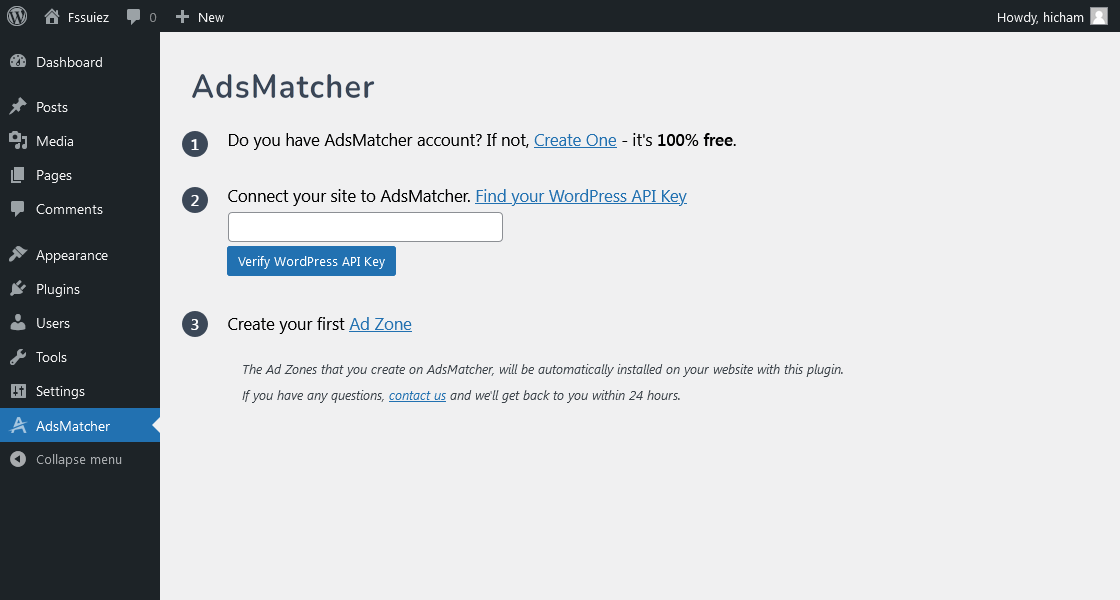 Fssuiez 0 New Howdy, hicham
Dashboard
Posts
Media
Pages
Comments
Appearance
Plugins
Users
Tools
Settings
AdsMatcher
Collapse menu
AdsMatcher
1 Do you have AdsMatcher account? If not, Create One - it's 100% free.
2 Connect your site to AdsMatcher. Find your WordPress API Key
Verify WordPress API Key
3 Create your first Ad Zone
The Ad Zones that you create on AdsMatcher, will be automatically installed on your website with this plugin.
If you have any questions, contact us and we'll get back to you within 24 hours.